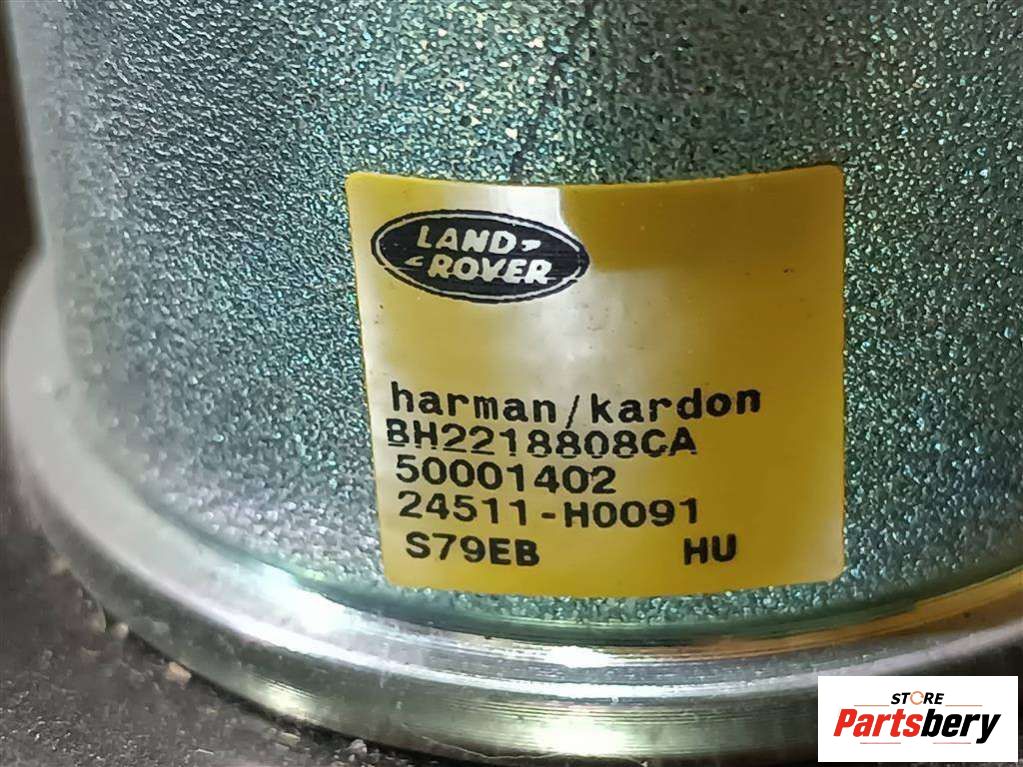 LAND-
-ROVER
harman/kardon
BH2218808CA
50001402
24511-H0091
S79EB HU
STORE
Partsbery